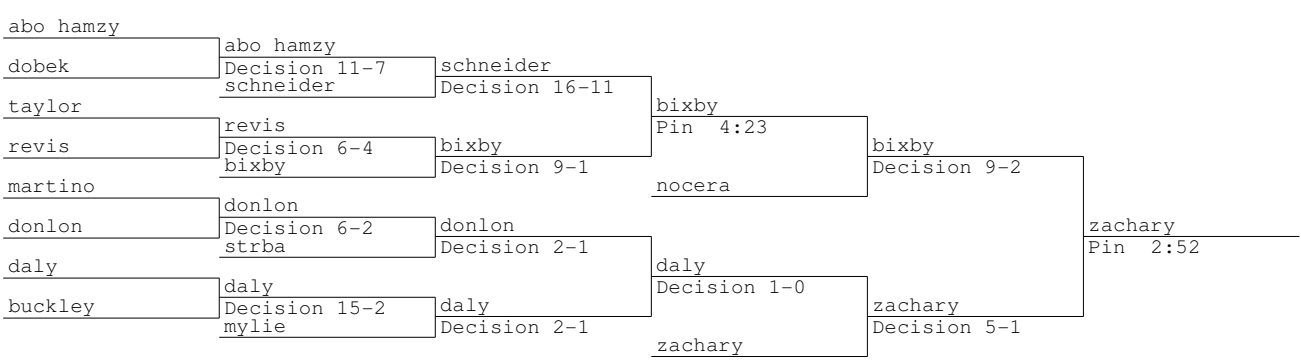 abo hamzy
dobek
taylor
revis
martino
donlon
daly
buckley
abo hamzy
Decision 11-7
schneider
revis
Decision 6-4
bixby
donlon
Decision 6-2
strba
daly
Decision 15-2
mylie
schneider
Decision 16-11
bixby
Decision 9-1
donlon
Decision 2-1
daly
Decision 2-1
bixby
Pin 4:23
nocera
daly
Decision 1-0
zachary
bixby
Decision 9-2
zachary
Decision 5-1
zachary
Pin 2:52